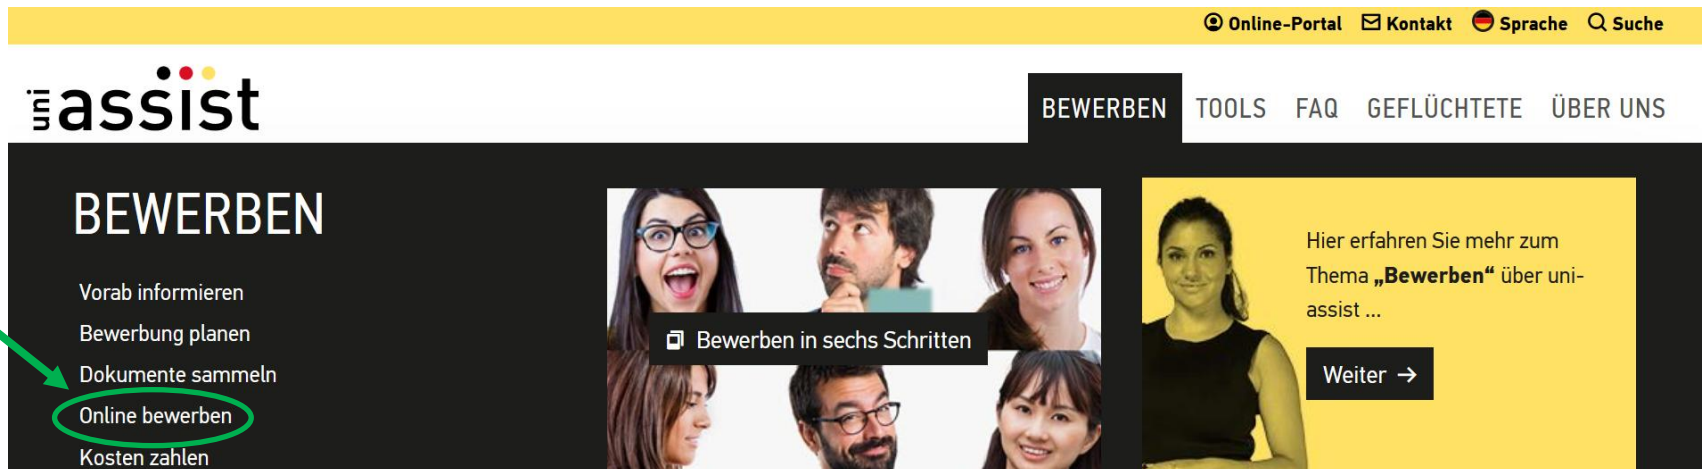 Online-Portal Kontakt Sprache Suche
uni assist
BEWERBEN TOOLS FAQ GEFLÜCHTETE ÜBER UNS
BEWERBEN
Vorab informieren
Bewerbung planen
Dokumente sammeln
Online bewerben
Kosten zahlen
Bewerben in sechs Schritten
Hier erfahren Sie mehr zum
Thema „Bewerben“ über uni-
assist ...
Weiter →